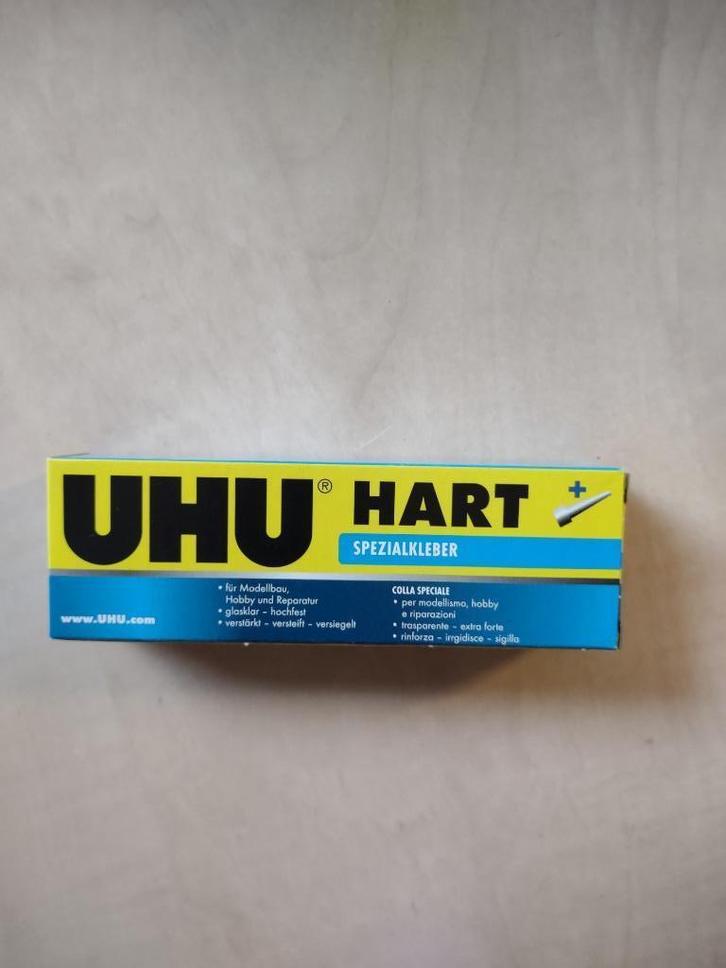 UHU® HART
+
SPEZIALKLEBER
• für Modellbau,
Hobby und Reparatur
• glasklar – hochfest
• verstärkt – versteift – versiegelt
COLLA SPECIALE
• per modellismo, hobby
e riparazioni
• trasparente – extra forte
• rinforza – irrgidisce – sigilla
www.UHU.com